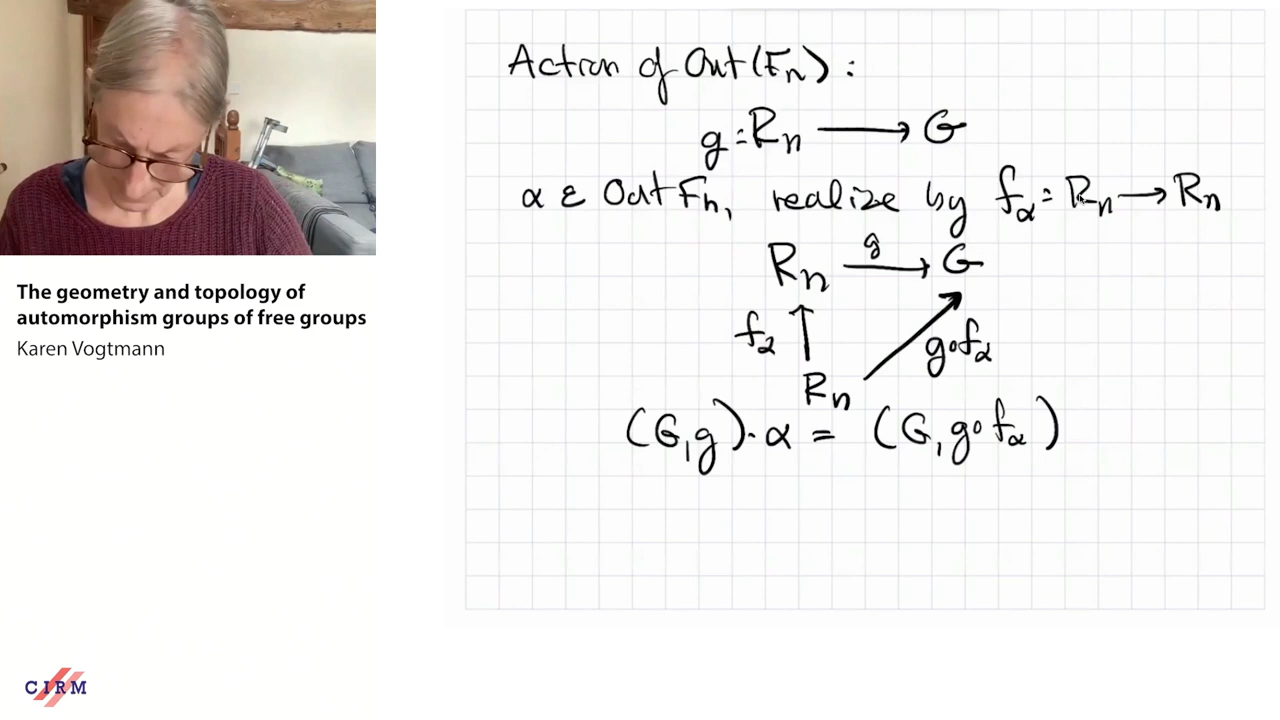 Action of Out(Fn) :
g : Rn ⟶ G
α ε Out Fn, realize by fα : Rn ⟶ Rn
Rn g ⟶ G
fα ↑ g∘fα
Rn
(G, g)·α = (G, g∘fα)
The geometry and topology of
automorphism groups of free groups
Karen Vogtmann
CIRM